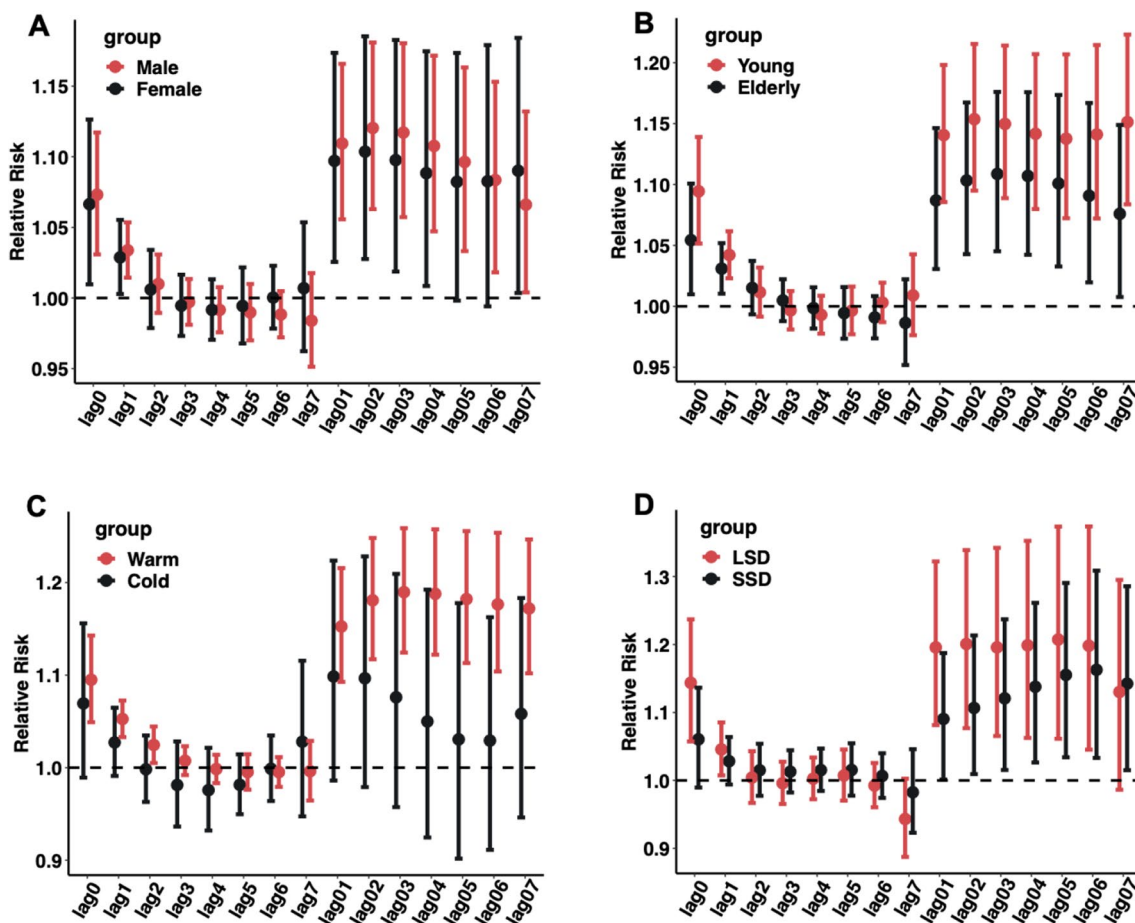 A
group
Male
Female
Relative Risk
1.15
1.10
1.05
1.00
0.95
lag0 lag1 lag2 lag3 lag4 lag5 lag6 lag7 lag01 lag02 lag03 lag04 lag05 lag06 lag07
B
group
Young
Elderly
Relative Risk
1.20
1.15
1.10
1.05
1.00
0.95
lag0 lag1 lag2 lag3 lag4 lag5 lag6 lag7 lag01 lag02 lag03 lag04 lag05 lag06 lag07
C
group
Warm
Cold
Relative Risk
1.2
1.1
1.0
0.9
lag0 lag1 lag2 lag3 lag4 lag5 lag6 lag7 lag01 lag02 lag03 lag04 lag05 lag06 lag07
D
group
LSD
SSD
Relative Risk
1.3
1.2
1.1
1.0
0.9
lag0 lag1 lag2 lag3 lag4 lag5 lag6 lag7 lag01 lag02 lag03 lag04 lag05 lag06 lag07